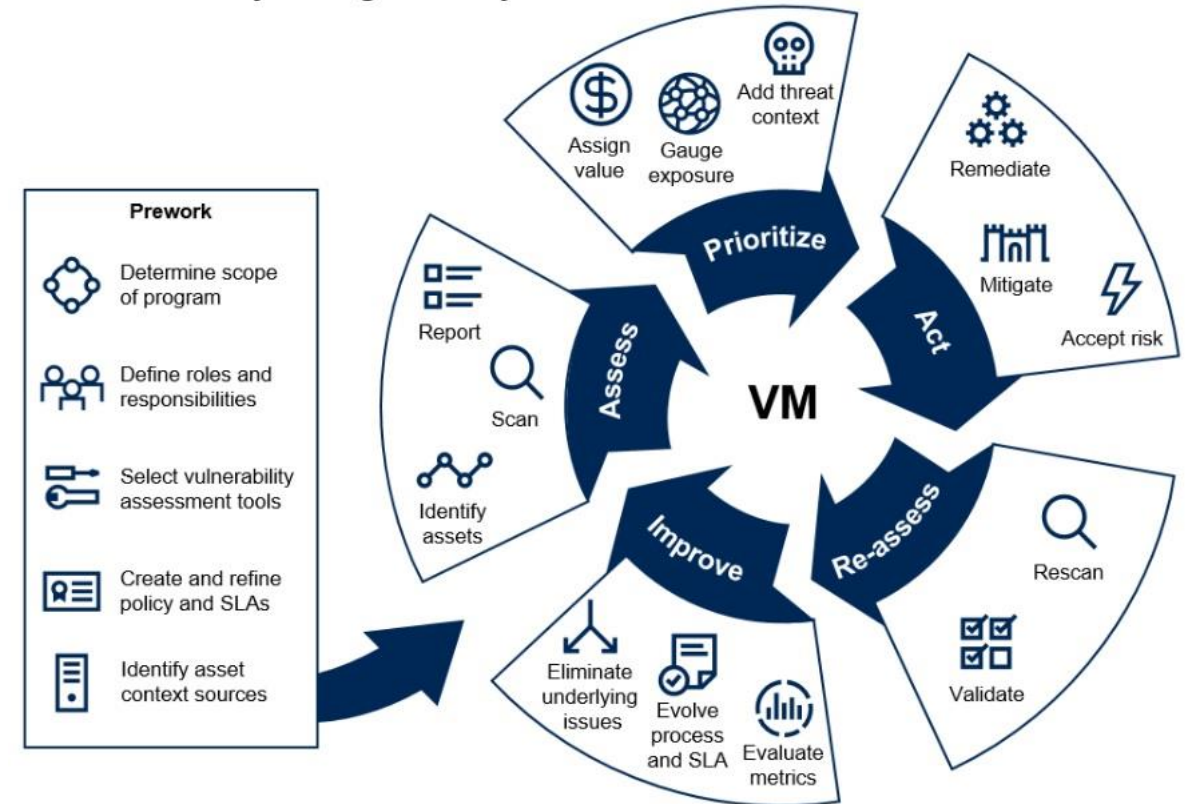 Prework
Determine scope
of program
Define roles and
responsibilities
Select vulnerability
assessment tools
Create and refine
policy and SLAs
Identify asset
context sources
VM
Assess
Identify
assets
Scan
Report
Prioritize
Assign
value
Gauge
exposure
Add threat
context
Act
Remediate
Mitigate
Accept risk
Re-assess
Rescan
Validate
Improve
Evaluate
metrics
Evolve
process
and SLA
Eliminate
underlying
issues